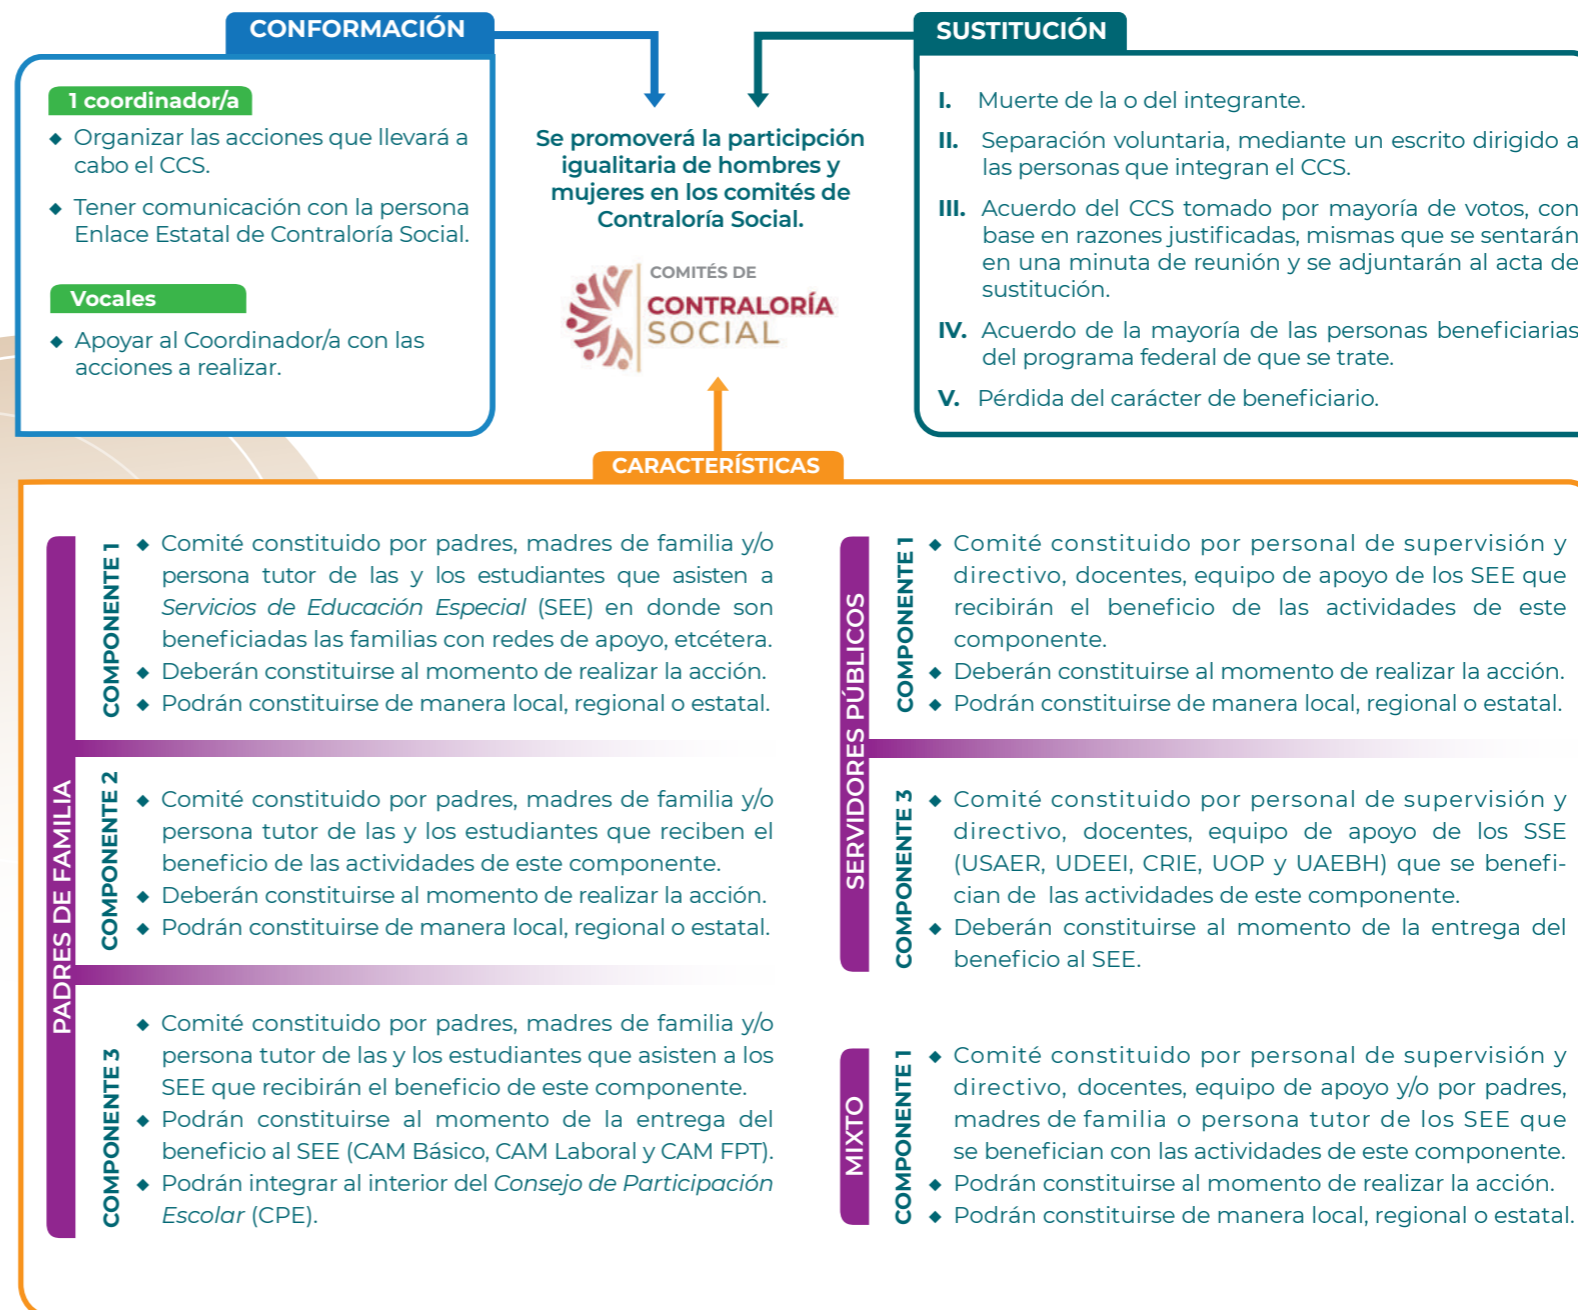 CONFORMACIÓN
1 coordinador/a
◆ Organizar las acciones que llevará a
cabo el CCS.
◆ Tener comunicación con la persona
Enlace Estatal de Contraloría Social.
Vocales
◆ Apoyar al Coordinador/a con las
acciones a realizar.
Se promoverá la participción
igualitaria de hombres y
mujeres en los comités de
Contraloría Social.
COMITÉS DE
CONTRALORÍA
SOCIAL
SUSTITUCIÓN
I. Muerte de la o del integrante.
II. Separación voluntaria, mediante un escrito dirigido a
las personas que integran el CCS.
III. Acuerdo del CCS tomado por mayoría de votos, con
base en razones justificadas, mismas que se sentarán
en una minuta de reunión y se adjuntarán al acta de
sustitución.
IV. Acuerdo de la mayoría de las personas beneficiarias
del programa federal de que se trate.
V. Pérdida del carácter de beneficiario.
CARACTERÍSTICAS
PADRES DE FAMILIA
COMPONENTE 1
◆ Comité constituido por padres, madres de familia y/o
persona tutor de las y los estudiantes que asisten a
Servicios de Educación Especial (SEE) en donde son
beneficiadas las familias con redes de apoyo, etcétera.
◆ Deberán constituirse al momento de realizar la acción.
◆ Podrán constituirse de manera local, regional o estatal.
COMPONENTE 2
◆ Comité constituido por padres, madres de familia y/o
persona tutor de las y los estudiantes que reciben el
beneficio de las actividades de este componente.
◆ Deberán constituirse al momento de realizar la acción.
◆ Podrán constituirse de manera local, regional o estatal.
COMPONENTE 3
◆ Comité constituido por padres, madres de familia y/o
persona tutor de las y los estudiantes que asisten a los
SEE que recibirán el beneficio de este componente.
◆ Podrán constituirse al momento de la entrega del
beneficio al SEE (CAM Básico, CAM Laboral y CAM FPT).
◆ Podrán integrar al interior del Consejo de Participación
Escolar (CPE).
SERVIDORES PÚBLICOS
COMPONENTE 1
◆ Comité constituido por personal de supervisión y
directivo, docentes, equipo de apoyo de los SEE que
recibirán el beneficio de las actividades de este
componente.
◆ Deberán constituirse al momento de realizar la acción.
◆ Podrán constituirse de manera local, regional o estatal.
COMPONENTE 3
◆ Comité constituido por personal de supervisión y
directivo, docentes, equipo de apoyo de los SSE
(USAER, UDEEI, CRIE, UOP y UAEBH) que se benefi-
cian de las actividades de este componente.
◆ Deberán constituirse al momento de la entrega del
beneficio al SEE.
MIXTO
COMPONENTE 1
◆ Comité constituido por personal de supervisión y
directivo, docentes, equipo de apoyo y/o por padres,
madres de familia o persona tutor de los SEE que
se benefician con las actividades de este componente.
◆ Podrán constituirse al momento de realizar la acción.
◆ Podrán constituirse de manera local, regional o estatal.